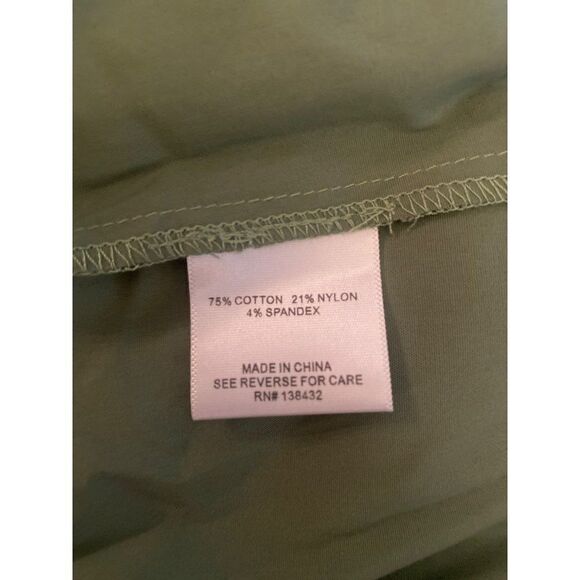 75% COTTON 21% NYLON
4% SPANDEX
MADE IN CHINA
SEE REVERSE FOR CARE
RN# 138432